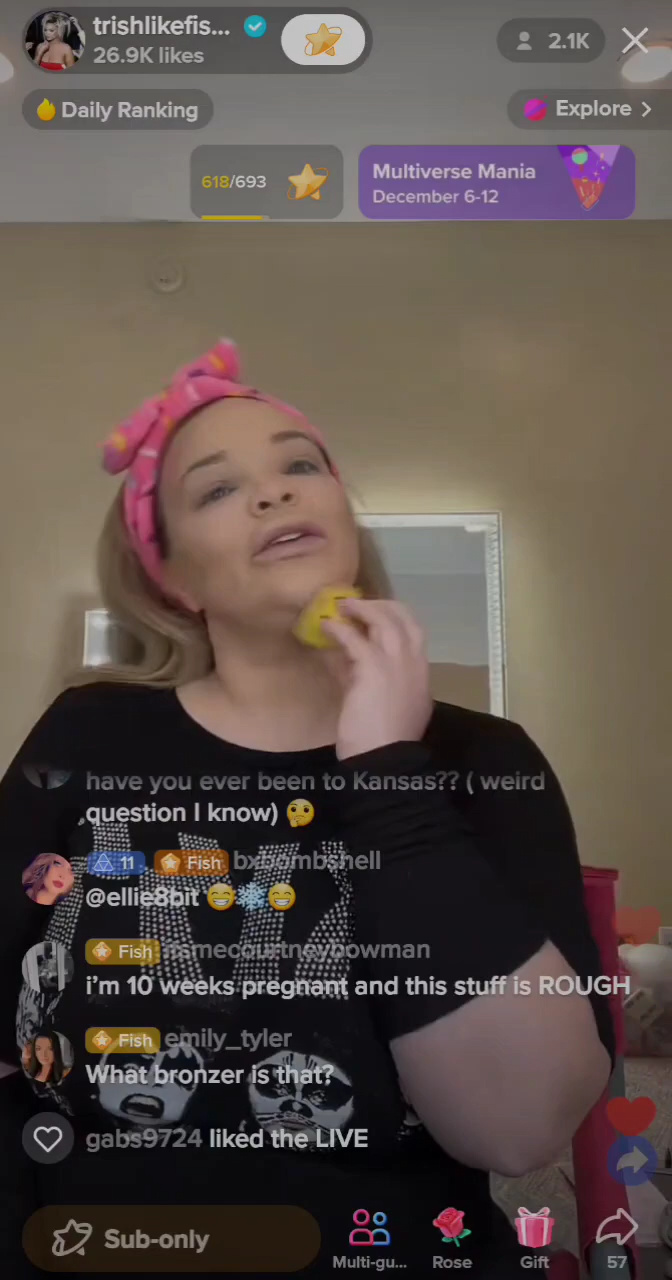 trishlikefis...
26.9K likes
2.1K
Daily Ranking
Explore >
618/693
Multiverse Mania
December 6-12
have you ever been to Kansas?? ( weird
question I know) 🤔
11 Fish bxbombshell
@ellie8bit 😁❄️😁
Fish itsmecourtneybowman
i'm 10 weeks pregnant and this stuff is ROUGH
Fish emily_tyler
What bronzer is that?
gabs9724 liked the LIVE
Sub-only
Multi-gu...
Rose
Gift
57